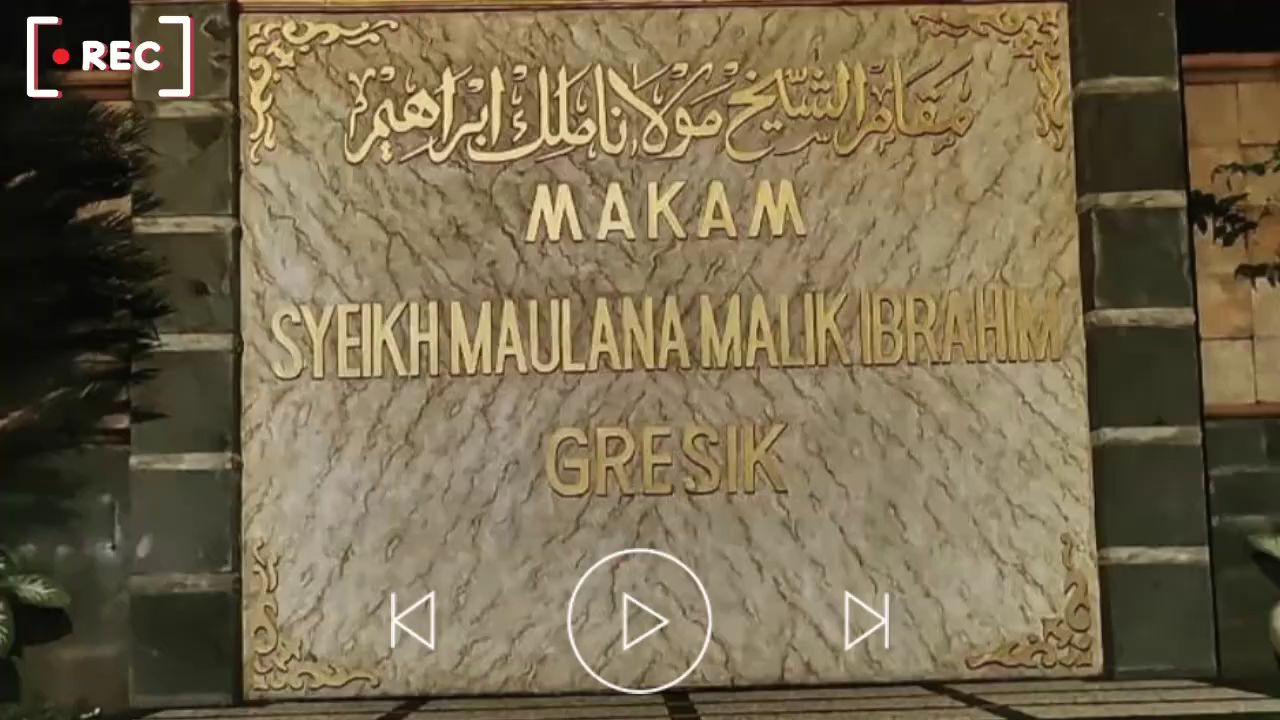 REC
مقام الشيخ مولانا ملك ابراهيم
MAKAM
SYEIKH MAULANA MALIK IBRAHIM
GRESIK